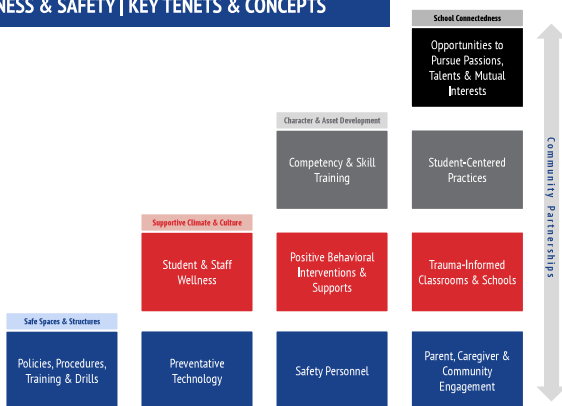 NESS & SAFETY | KEY TENETS & CONCEPTS
School Connectedness
Opportunities to
Pursue Passions,
Talents & Mutual
Interests
Character & Asset Development
Competency & Skill
Training
Student-Centered
Practices
Supportive Climate & Culture
Student & Staff
Wellness
Positive Behavioral
Interventions &
Supports
Trauma-Informed
Classrooms & Schools
Safe Spaces & Structures
Policies, Procedures,
Training & Drills
Preventative
Technology
Safety Personnel
Parent, Caregiver &
Community
Engagement
Community Partnerships